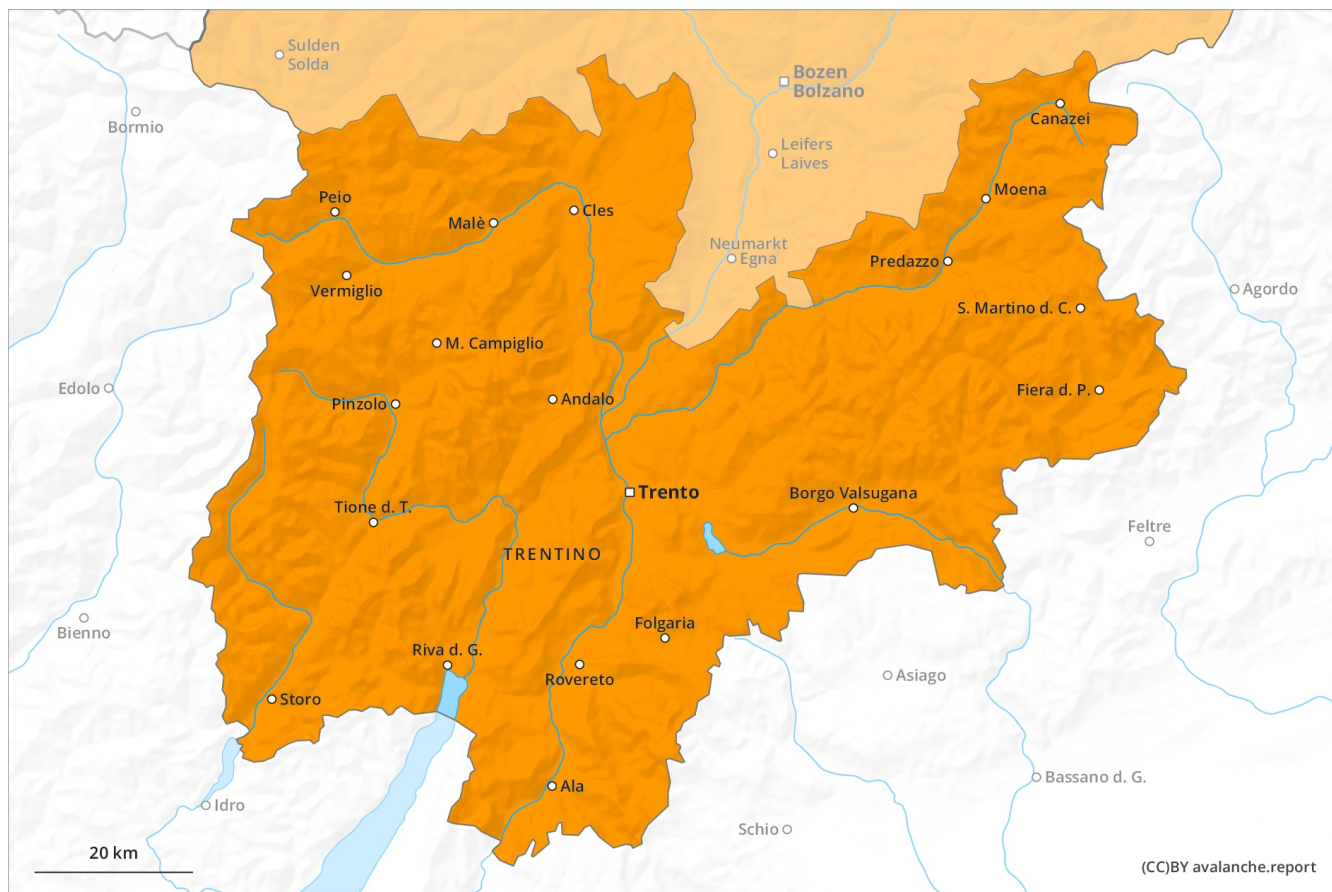 Sulden
Solda
Bozen
Bolzano
Bormio
Canazei
Leifers
Laives
Peio
Moena
Malè
Cles
Neumarkt
Egna
Predazzo
Vermiglio
Agordo
S. Martino d. C.
M. Campiglio
Edolo
Fiera d. P.
Andalo
Pinzolo
Trento
Borgo Valsugana
Tione d. T.
Feltre
TRENTINO
Folgaria
Bienno
Riva d. G.
Asiago
Rovereto
Storo
Bassano d. G.
Ala
Idro
Schio
20 km
(CC)BY avalanche.report